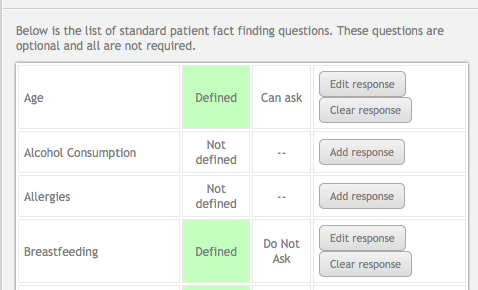 Below is the list of standard patient fact finding questions. These questions are
optional and all are not required.
Age
Defined
Can ask
Edit response
Clear response
Alcohol Consumption
Not
defined
--
Add response
Allergies
Not
defined
--
Add response
Breastfeeding
Defined
Do Not
Ask
Edit response
Clear response